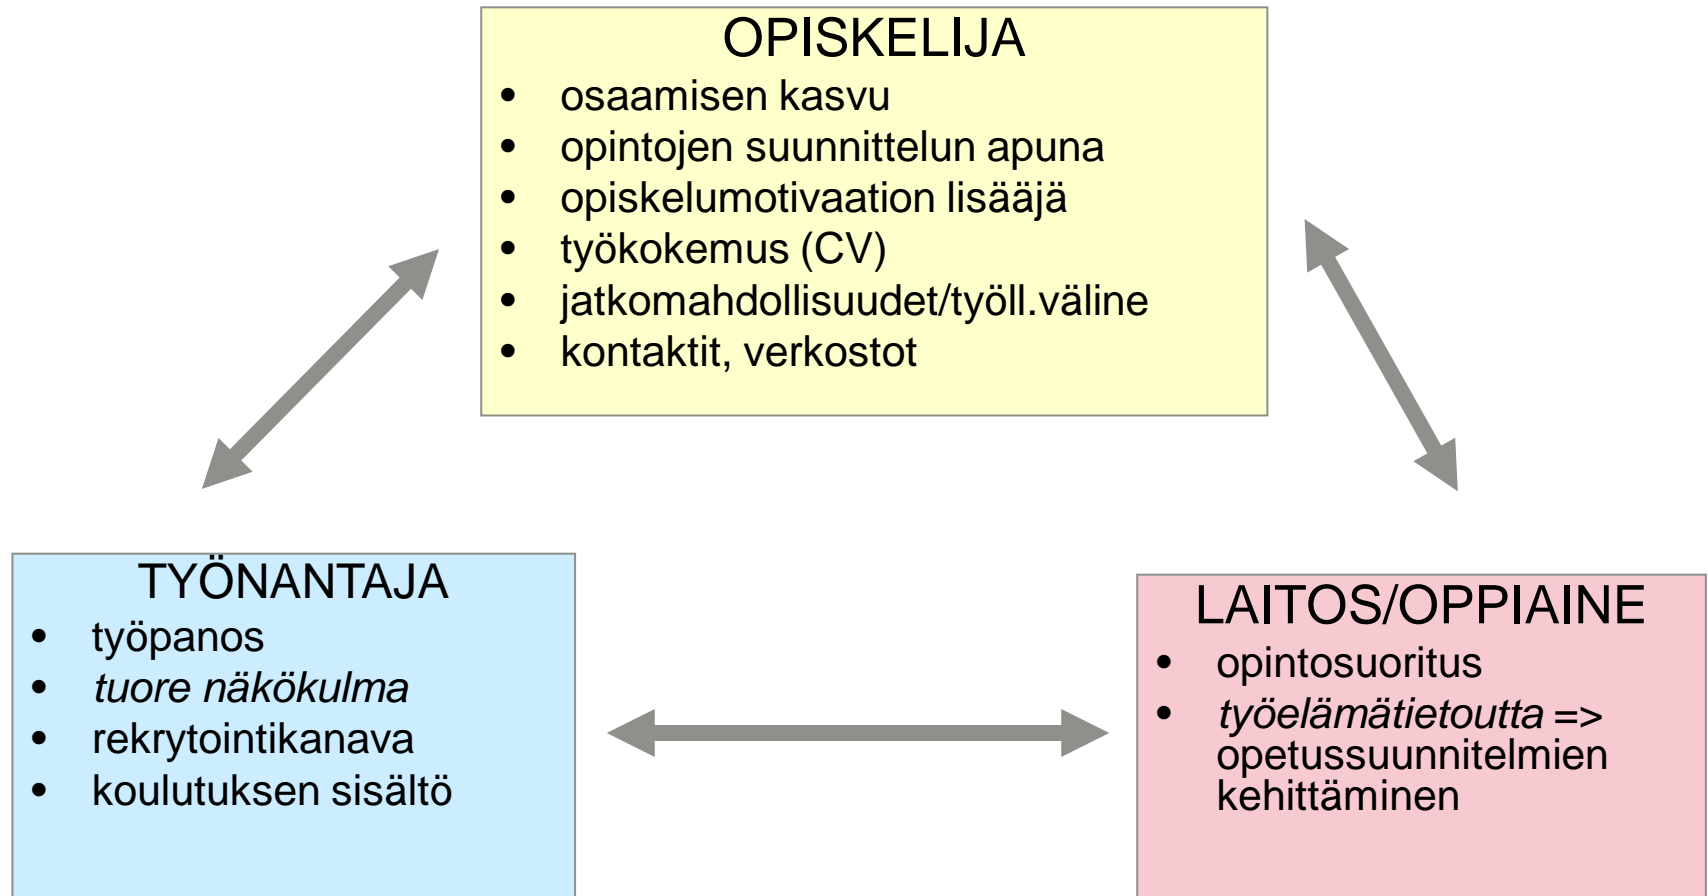 OPISKELIJA
• osaamisen kasvu
• opintojen suunnittelun apuna
• opiskelumotivaation lisääjä
• työkokemus (CV)
• jatkomahdollisuudet/työll.väline
• kontaktit, verkostot
TYÖNANTAJA
• työpanos
• tuore näkökulma
• rekrytointikanava
• koulutuksen sisältö
LAITOS/OPPIAINE
• opintosuoritus
• työelämätietoutta =>
opetussuunnitelmien
kehittäminen